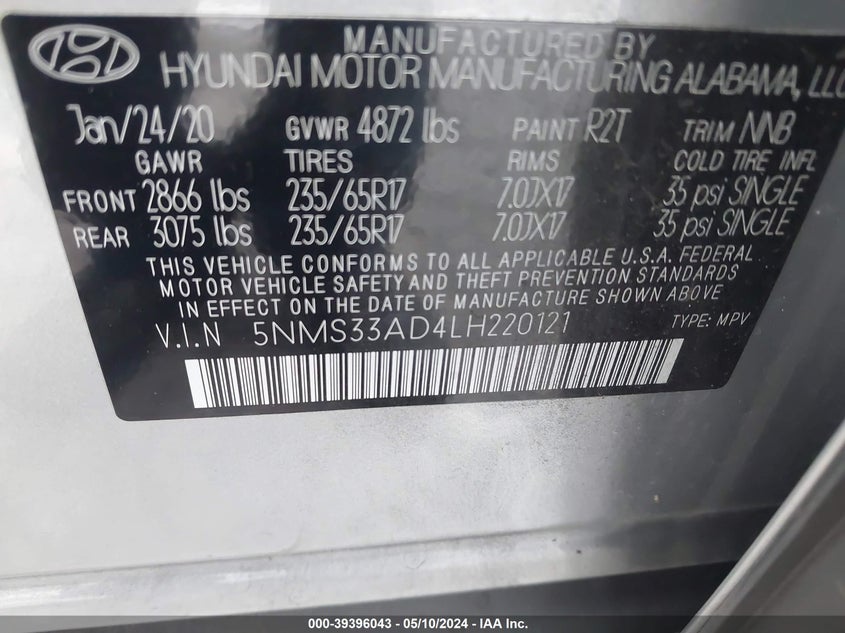 MANUFACTURED BY
HYUNDAI MOTOR MANUFACTURING ALABAMA, LLC
Jan/24/20 GVWR 4872 lbs PAINT R2T TRIM NNB
GAWR TIRES RIMS COLD TIRE INFL
FRONT 2866 lbs 235/65R17 7.0JX17 35 psi SINGLE
REAR 3075 lbs 235/65R17 7.0JX17 35 psi SINGLE
THIS VEHICLE CONFORMS TO ALL APPLICABLE U.S.A. FEDERAL
MOTOR VEHICLE SAFETY AND THEFT PREVENTION STANDARDS
IN EFFECT ON THE DATE OF MANUFACTURE SHOWN ABOVE.
V.I.N 5NMS33AD4LH220121 TYPE: MPV
000-39396043 - 05/10/2024 - IAA Inc.